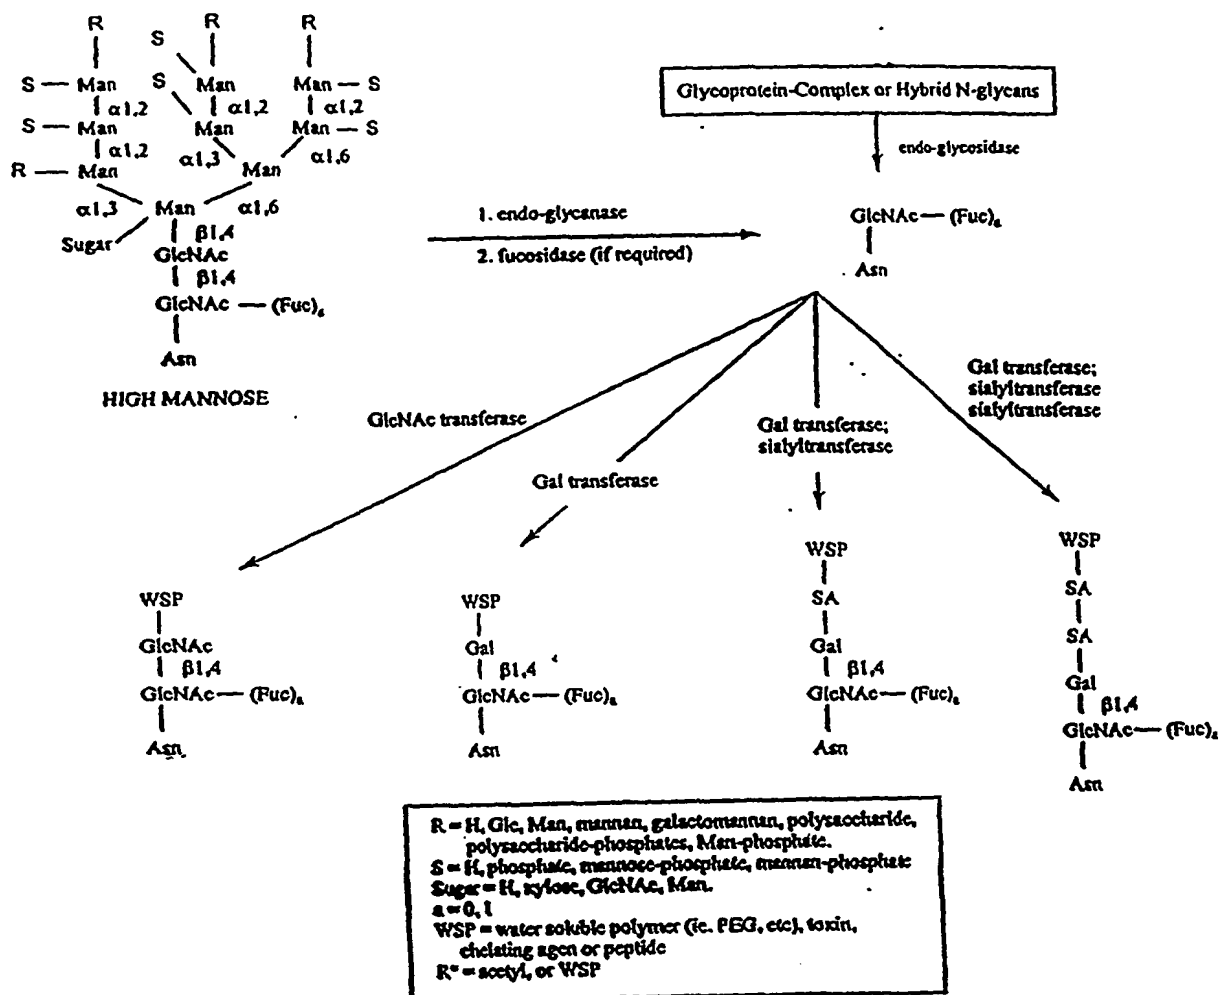 R
R
R
S
S — Man
S
Man
Man — S
α1,2
α1,2
α1,2
S — Man
Man
Man — S
α1,2
α1,3
α1,6
R — Man
Man
α1,3
Man
α1,6
Sugar
β1,4
GlcNAc
β1,4
GlcNAc — (Fuc)a
Asn
HIGH MANNOSE
1. endo-glycanase
2. fucosidase (if required)
Glycoprotein-Complex or Hybrid N-glycans
endo-glycosidase
GlcNAc — (Fuc)a
Asn
GlcNAc transferase
Gal transferase
Gal transferase;
sialyltransferase
Gal transferase;
sialyltransferase
sialyltransferase
WSP
GlcNAc
β1,4
GlcNAc — (Fuc)a
Asn
WSP
Gal
β1,4
GlcNAc — (Fuc)a
Asn
WSP
SA
Gal
β1,4
GlcNAc — (Fuc)a
Asn
WSP
SA
SA
Gal
β1,4
GlcNAc — (Fuc)a
Asn
R = H, Glc, Man, mannan, galactomannan, polysaccharide,
polysaccharide-phosphates, Man-phosphate.
S = H, phosphate, mannose-phosphate, mannan-phosphate
Sugar = H, xylose, GlcNAc, Man.
a = 0, 1
WSP = water soluble polymer (ie. PEG, etc), toxin,
chelating agen or peptide
R* = acetyl, or WSP